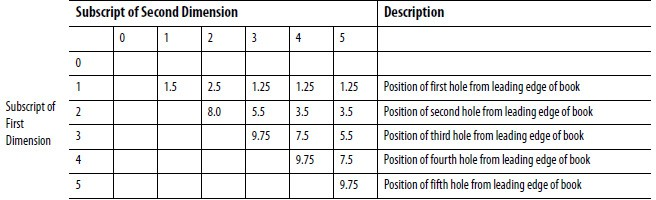 Subscript of Second Dimension Description
0 1 2 3 4 5
0
1 1.5 2.5 1.25 1.25 1.25 Position of first hole from leading edge of book
Subscript of First Dimension
2 8.0 5.5 3.5 3.5 Position of second hole from leading edge of book
3 9.75 7.5 5.5 Position of third hole from leading edge of book
4 9.75 7.5 Position of fourth hole from leading edge of book
5 9.75 Position of fifth hole from leading edge of book